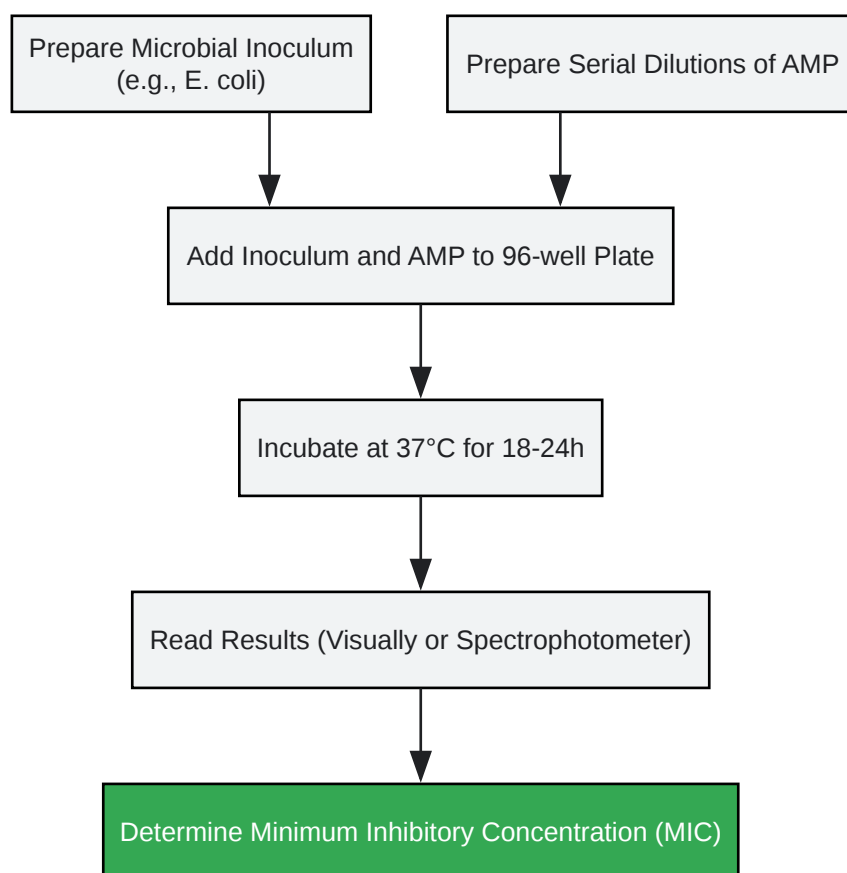 Prepare Microbial Inoculum
(e.g., E. coli)
Prepare Serial Dilutions of AMP
Add Inoculum and AMP to 96-well Plate
Incubate at 37°C for 18-24h
Read Results (Visually or Spectrophotometer)
Determine Minimum Inhibitory Concentration (MIC)